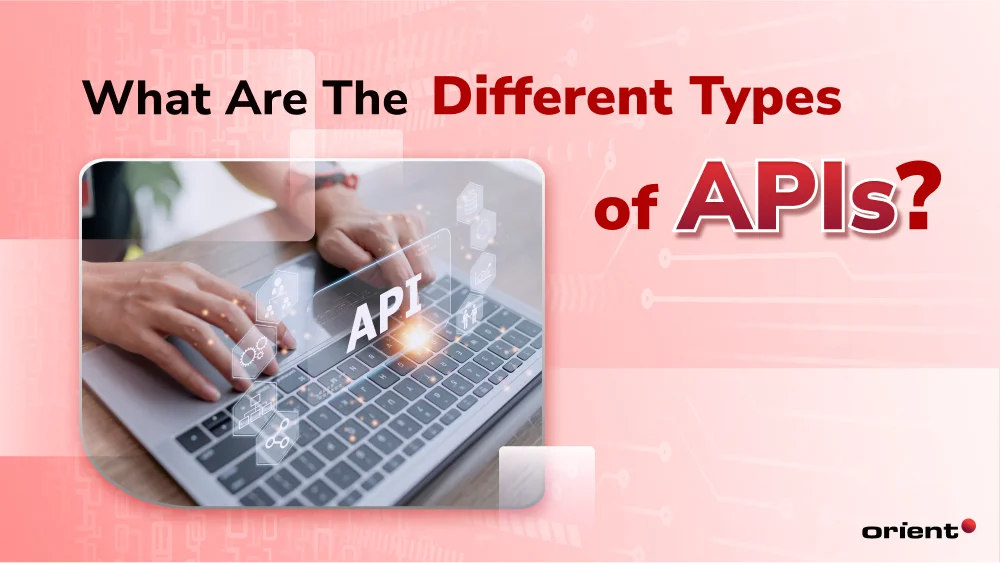 What Are The Different Types
of APIs?
API
orient